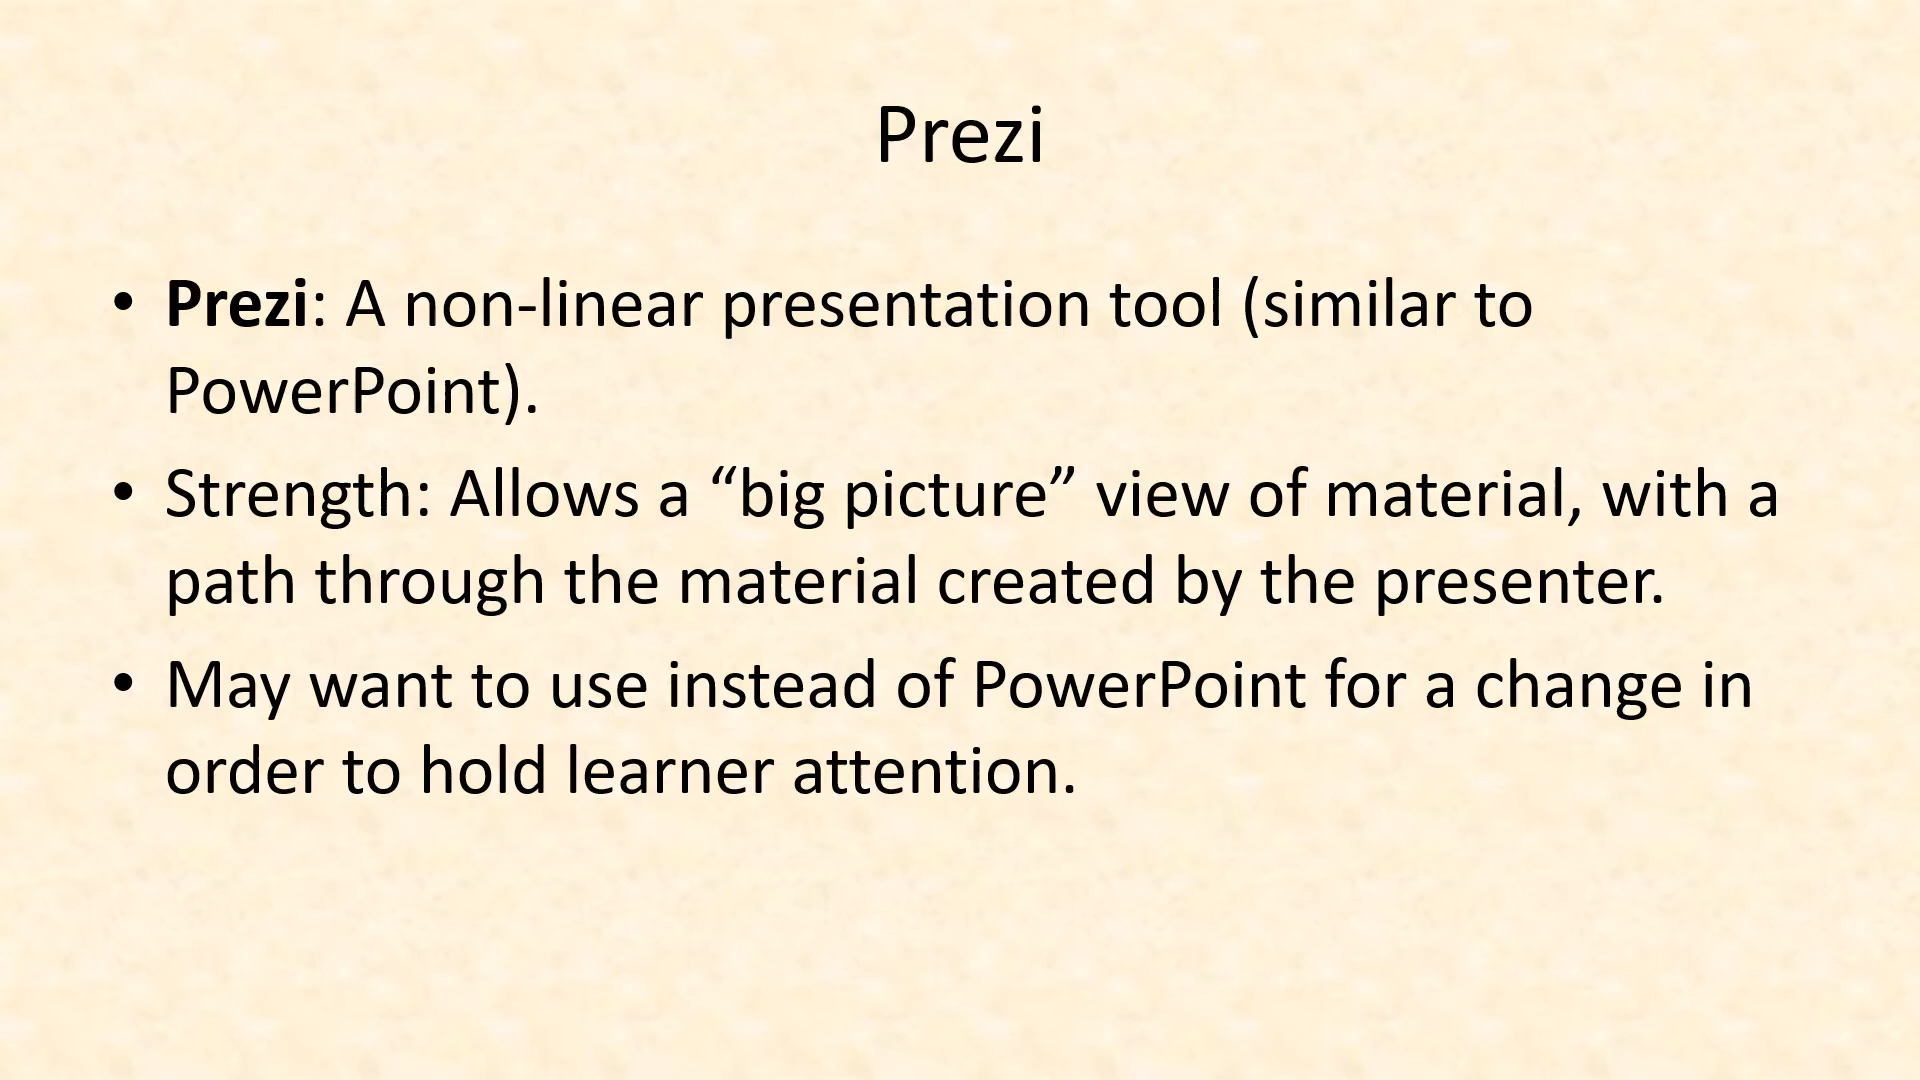 Prezi
• Prezi: A non-linear presentation tool (similar to
PowerPoint).
• Strength: Allows a “big picture” view of material, with a
path through the material created by the presenter.
• May want to use instead of PowerPoint for a change in
order to hold learner attention.